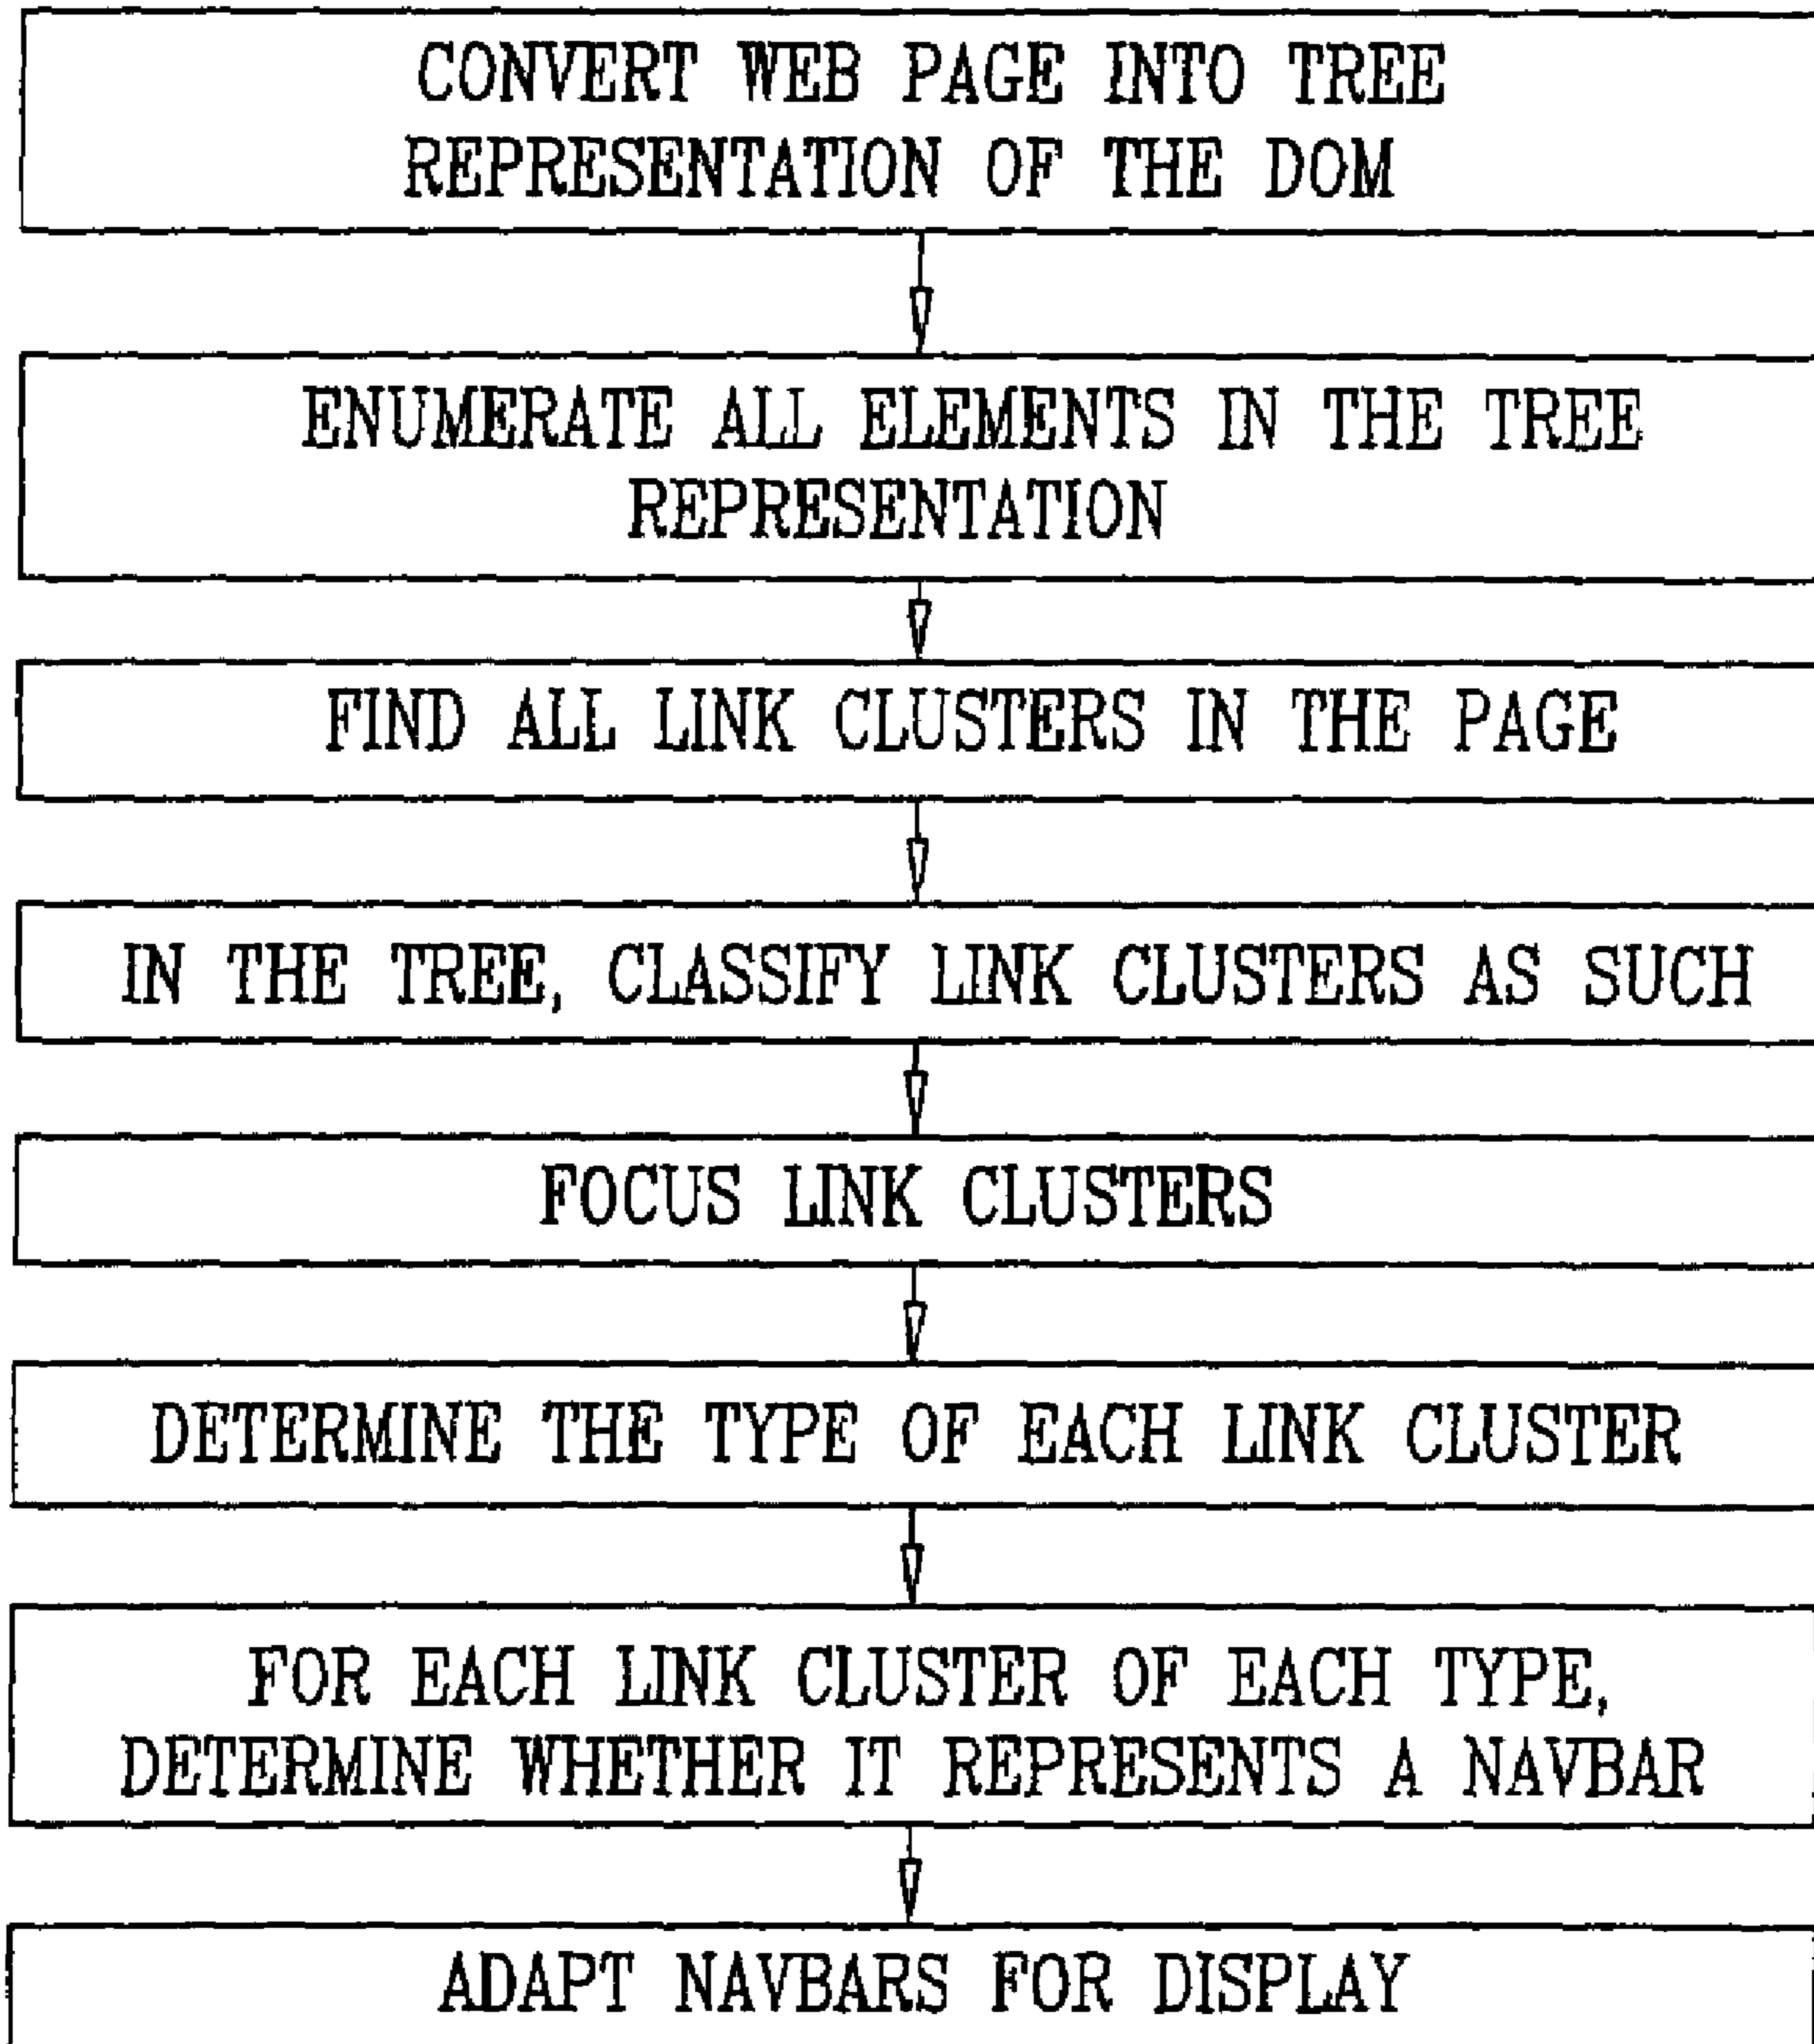 CONVERT WEB PAGE INTO TREE
REPRESENTATION OF THE DOM
ENUMERATE ALL ELEMENTS IN THE TREE
REPRESENTATION
FIND ALL LINK CLUSTERS IN THE PAGE
IN THE TREE, CLASSIFY LINK CLUSTERS AS SUCH
FOCUS LINK CLUSTERS
DETERMINE THE TYPE OF EACH LINK CLUSTER
FOR EACH LINK CLUSTER OF EACH TYPE,
DETERMINE WHETHER IT REPRESENTS A NAVBAR
ADAPT NAVBARS FOR DISPLAY